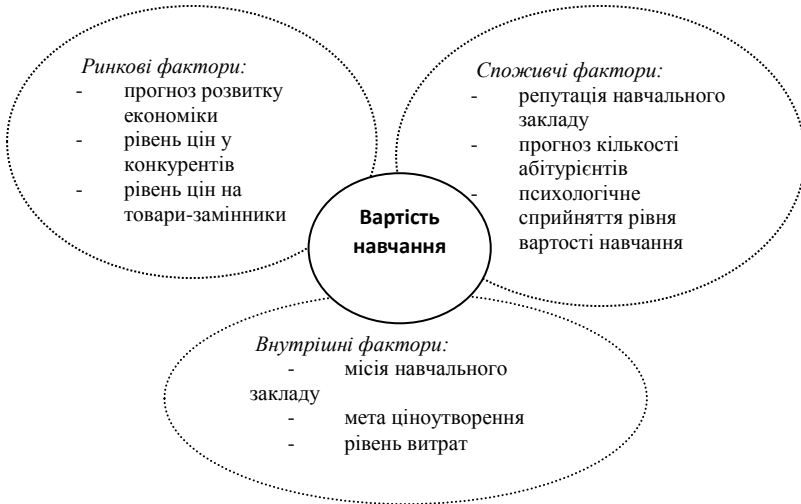 Ринкові фактори:
- прогноз розвитку
економіки
- рівень цін у
конкурентів
- рівень цін на
товари-замінники
Споживчі фактори:
- репутація навчального
закладу
- прогноз кількості
абітурієнтів
- психологічне
сприйняття рівня
вартості навчання
Вартість
навчання
Внутрішні фактори:
- місія навчального
закладу
- мета ціноутворення
- рівень витрат